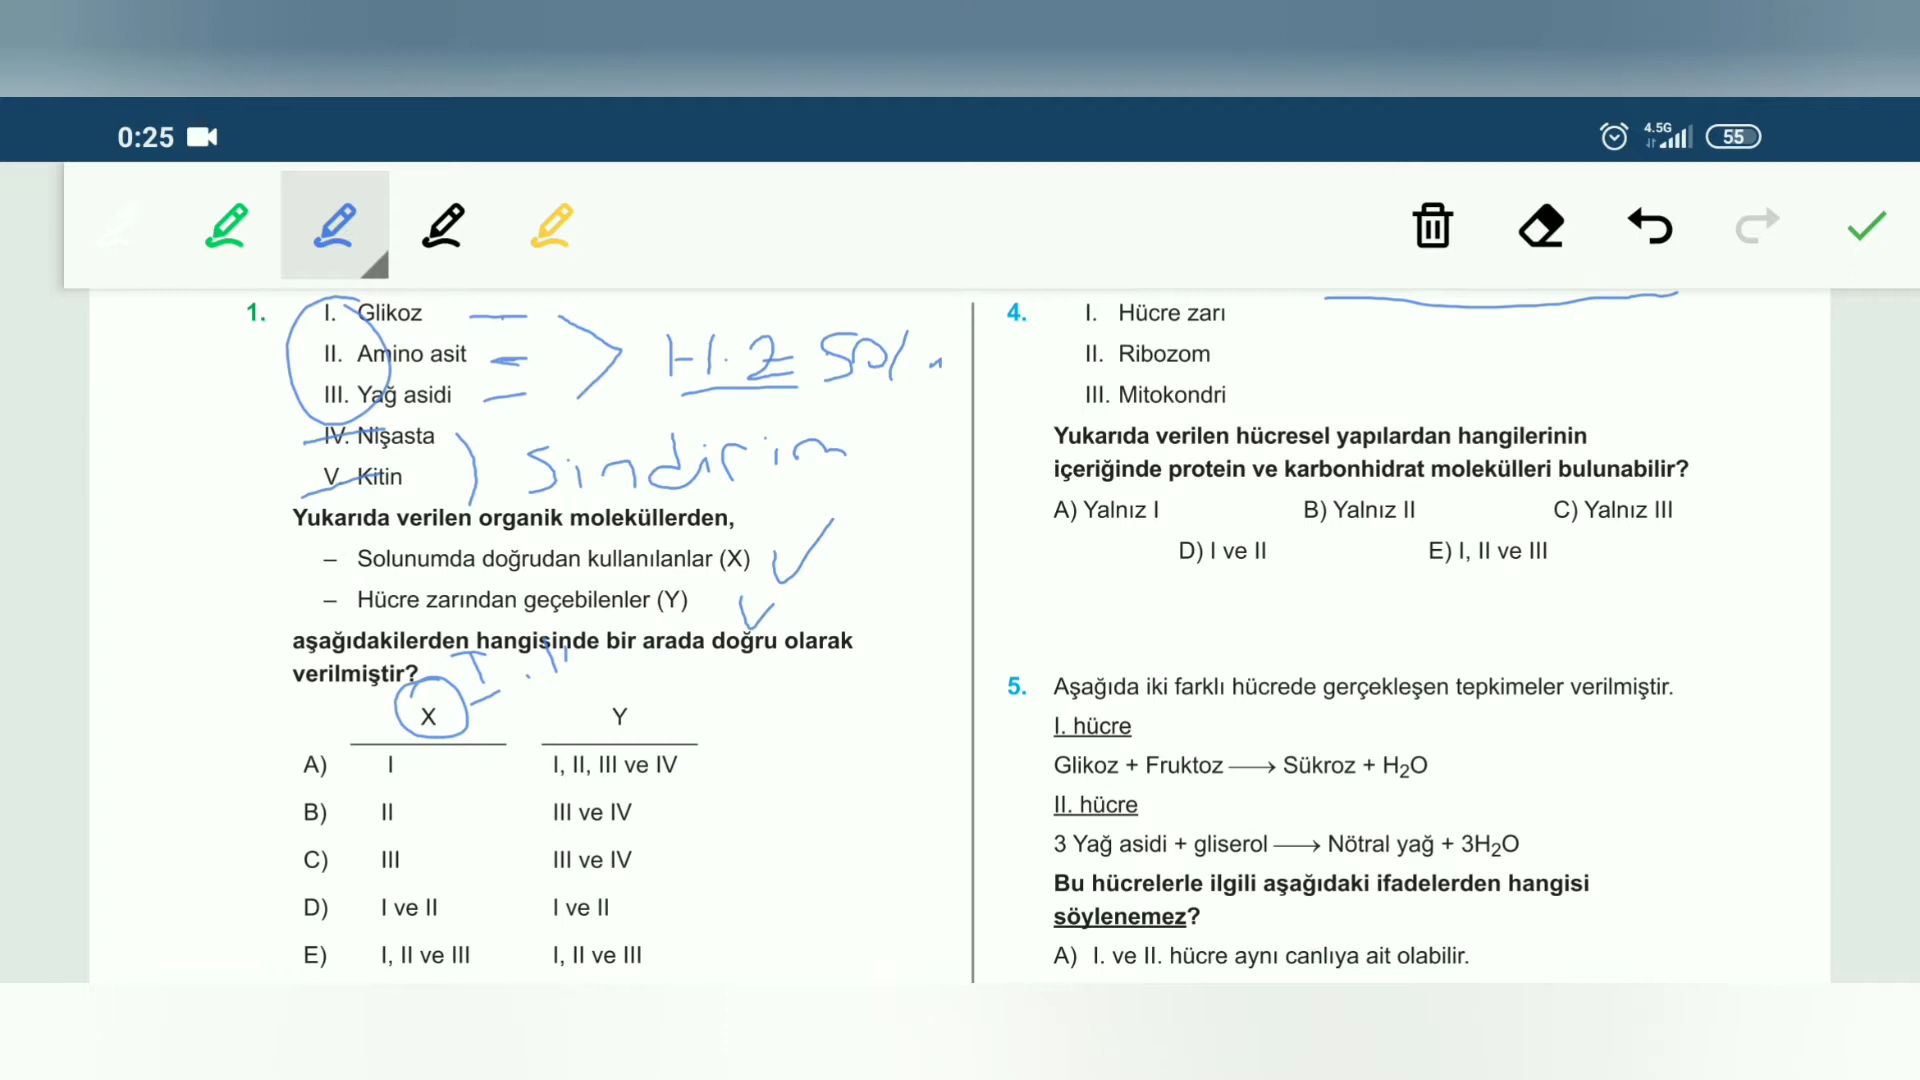 0:25
4.5G
55
1.
I. Glikoz
II. Amino asit
III. Yağ asidi
IV. Nişasta
V. Kitin
H.Z Sol.
Sindirim
Yukarıda verilen organik moleküllerden,
– Solunumda doğrudan kullanılanlar (X)
– Hücre zarından geçebilenler (Y)
aşağıdakilerden hangisinde bir arada doğru olarak
verilmiştir?
X Y
A) I I, II, III ve IV
B) II III ve IV
C) III III ve IV
D) I ve II I ve II
E) I, II ve III I, II ve III
4.
I. Hücre zarı
II. Ribozom
III. Mitokondri
Yukarıda verilen hücresel yapılardan hangilerinin
içeriğinde protein ve karbonhidrat molekülleri bulunabilir?
A) Yalnız I B) Yalnız II C) Yalnız III
D) I ve II E) I, II ve III
5. Aşağıda iki farklı hücrede gerçekleşen tepkimeler verilmiştir.
I. hücre
Glikoz + Fruktoz ⟶ Sükroz + H₂O
II. hücre
3 Yağ asidi + gliserol ⟶ Nötral yağ + 3H₂O
Bu hücrelerle ilgili aşağıdaki ifadelerden hangisi
söylenemez?
A) I. ve II. hücre aynı canlıya ait olabilir.